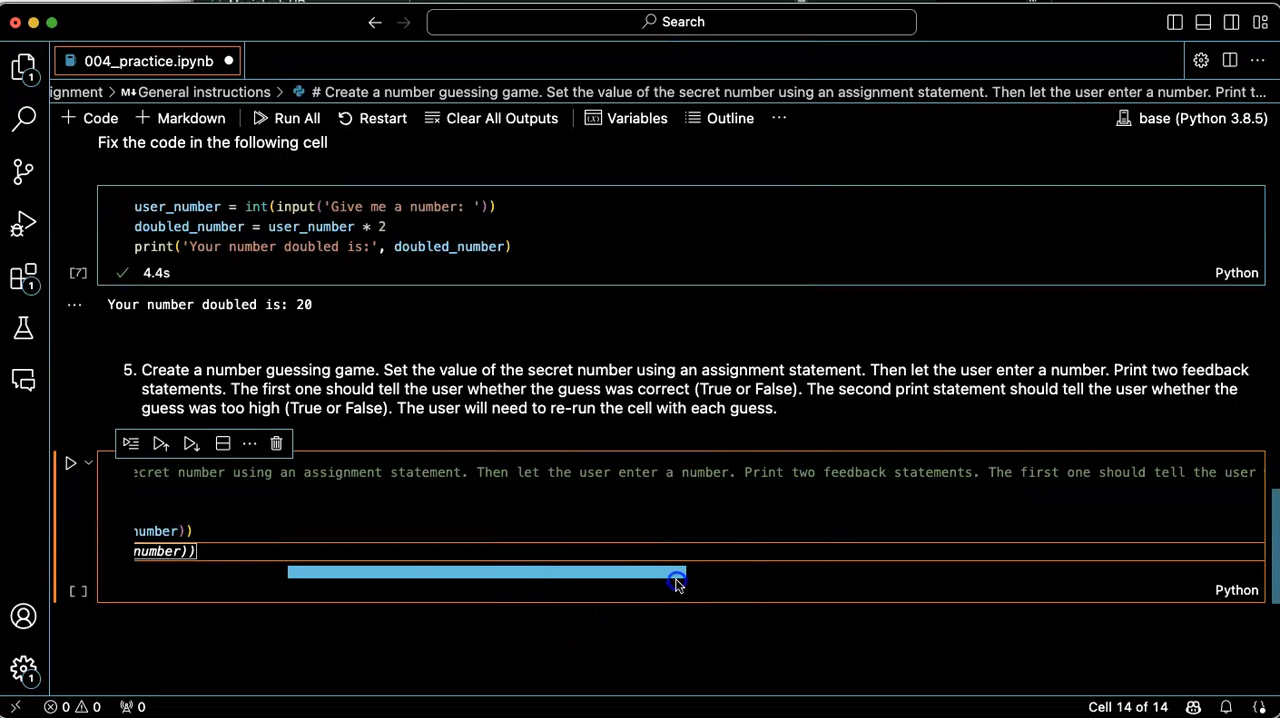 Search
004_practice.ipynb
ignment > M↓General instructions > # Create a number guessing game. Set the value of the secret number using an assignment statement. Then let the user enter a number. Print t...
+ Code + Markdown Run All Restart Clear All Outputs Variables Outline ... base (Python 3.8.5)
Fix the code in the following cell
user_number = int(input('Give me a number: '))
doubled_number = user_number * 2
print('Your number doubled is:', doubled_number)
[7] ✓ 4.4s Python
... Your number doubled is: 20
5. Create a number guessing game. Set the value of the secret number using an assignment statement. Then let the user enter a number. Print two feedback
statements. The first one should tell the user whether the guess was correct (True or False). The second print statement should tell the user whether the
guess was too high (True or False). The user will need to re-run the cell with each guess.
ecret number using an assignment statement. Then let the user enter a number. Print two feedback statements. The first one should tell the user
number))
number))
[ ] Python
0 0 0 Cell 14 of 14